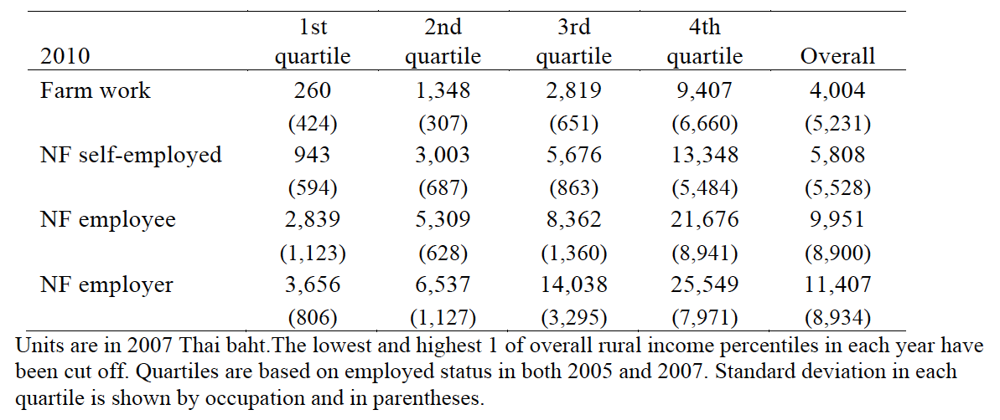 1st 2nd 3rd 4th
2010 quartile quartile quartile quartile Overall
Farm work 260 1,348 2,819 9,407 4,004
(424) (307) (651) (6,660) (5,231)
NF self-employed 943 3,003 5,676 13,348 5,808
(594) (687) (863) (5,484) (5,528)
NF employee 2,839 5,309 8,362 21,676 9,951
(1,123) (628) (1,360) (8,941) (8,900)
NF employer 3,656 6,537 14,038 25,549 11,407
(806) (1,127) (3,295) (7,971) (8,934)
Units are in 2007 Thai baht.The lowest and highest 1 of overall rural income percentiles in each year have
been cut off. Quartiles are based on employed status in both 2005 and 2007. Standard deviation in each
quartile is shown by occupation and in parentheses.